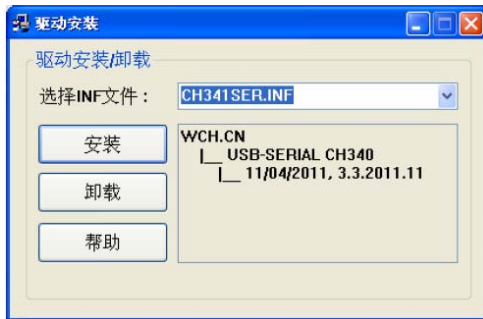 驱动安装
驱动安装/卸载
选择INF文件： CH341SER.INF
安装
卸载
帮助
WCH.CN
|__ USB-SERIAL CH340
|__ 11/04/2011, 3.3.2011.11